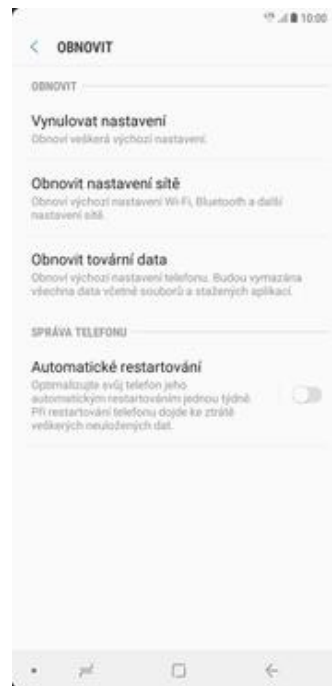 10:00
OBNOVIT
OBNOVIT
Vynulovat nastavení
Obnoví veškerá výchozí nastavení.
Obnovit nastavení sítě
Obnoví výchozí nastavení Wi-Fi, Bluetooth a další
nastavení sítě.
Obnovit tovární data
Obnoví výchozí nastavení telefonu. Budou vymazána
všechna data včetně souborů a stažených aplikací.
SPRÁVA TELEFONU
Automatické restartování
Optimalizujte svůj telefon jeho
automatickým restartováním jednou týdně.
Při restartování telefonu dojde ke ztrátě
veškerých neuložených dat.